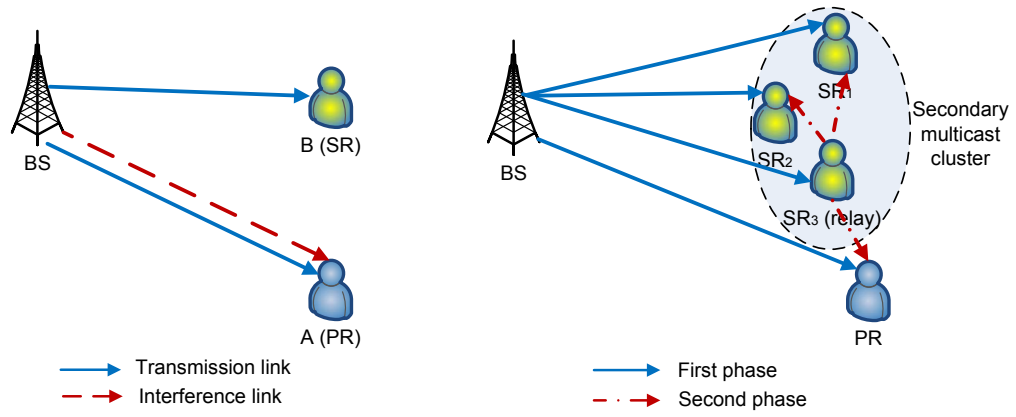 BS
B (SR)
A (PR)
Transmission link
Interference link
SR1
SR2
SR3 (relay)
Secondary
multicast
cluster
BS
PR
First phase
Second phase